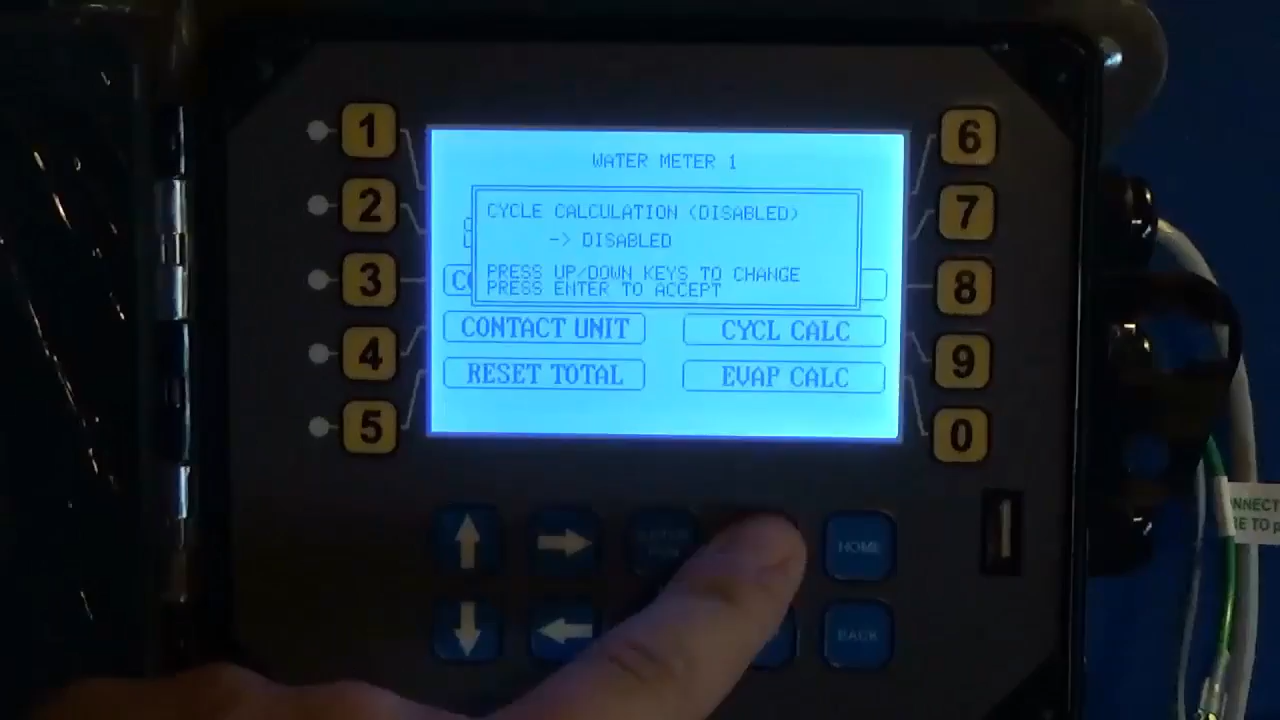 1
2
3
4
5
WATER METER 1
CYCLE CALCULATION (DISABLED)
-> DISABLED
PRESS UP/DOWN KEYS TO CHANGE
PRESS ENTER TO ACCEPT
CONTACT UNIT
CYCL CALC
RESET TOTAL
EVAP CALC
6
7
8
9
0
HOME
BACK